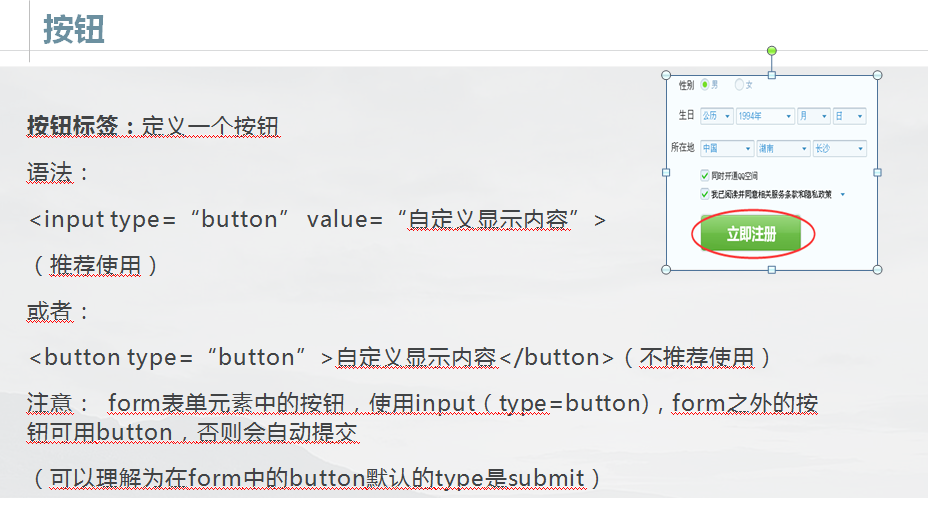 按钮
按钮标签：定义一个按钮
语法：
<input type=“button” value=“自定义显示内容”>
（推荐使用）
或者：
<button type=“button”>自定义显示内容</button>（不推荐使用）
注意： form表单元素中的按钮，使用input（type=button)，form之外的按
钮可用button，否则会自动提交
（可以理解为在form中的button默认的type是submit）
性别 男 女
生日 公历 1994年 月 日
所在地 中国 湖南 长沙
同时开通QQ空间
我已阅读并同意相关服务条款和隐私政策
立即注册